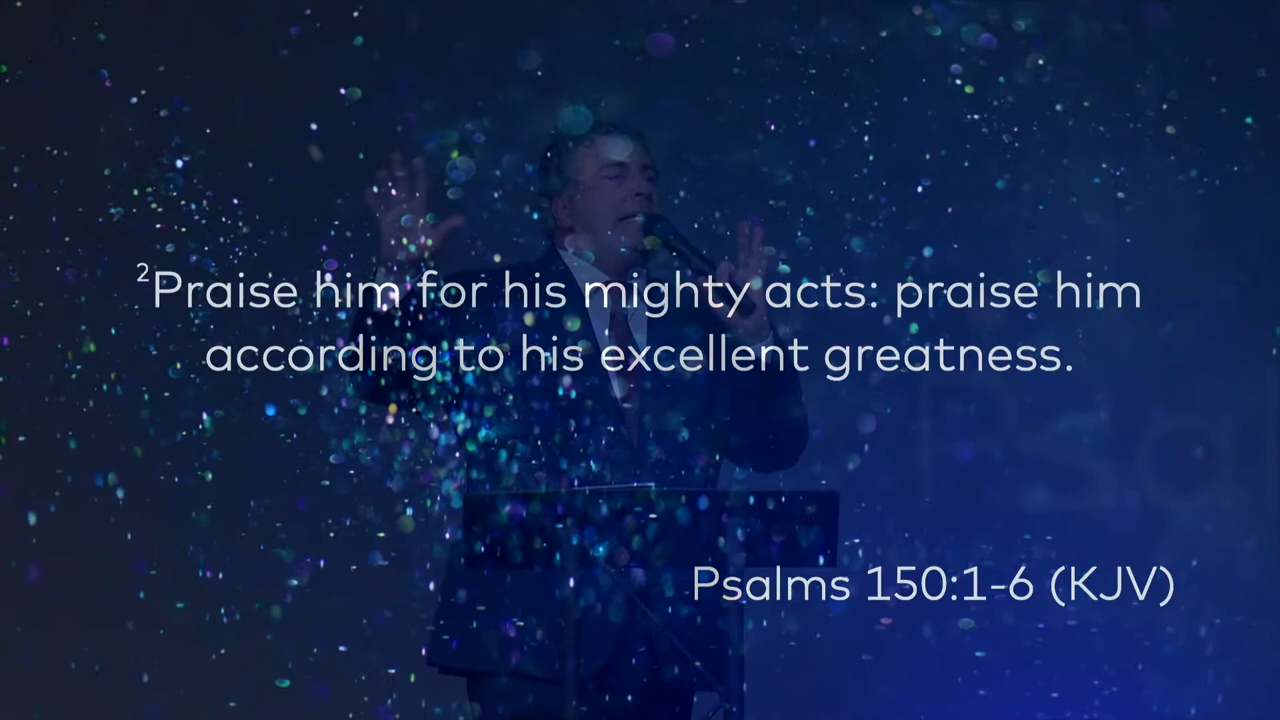 ²Praise him for his mighty acts: praise him
according to his excellent greatness.
Psalms 150:1-6 (KJV)